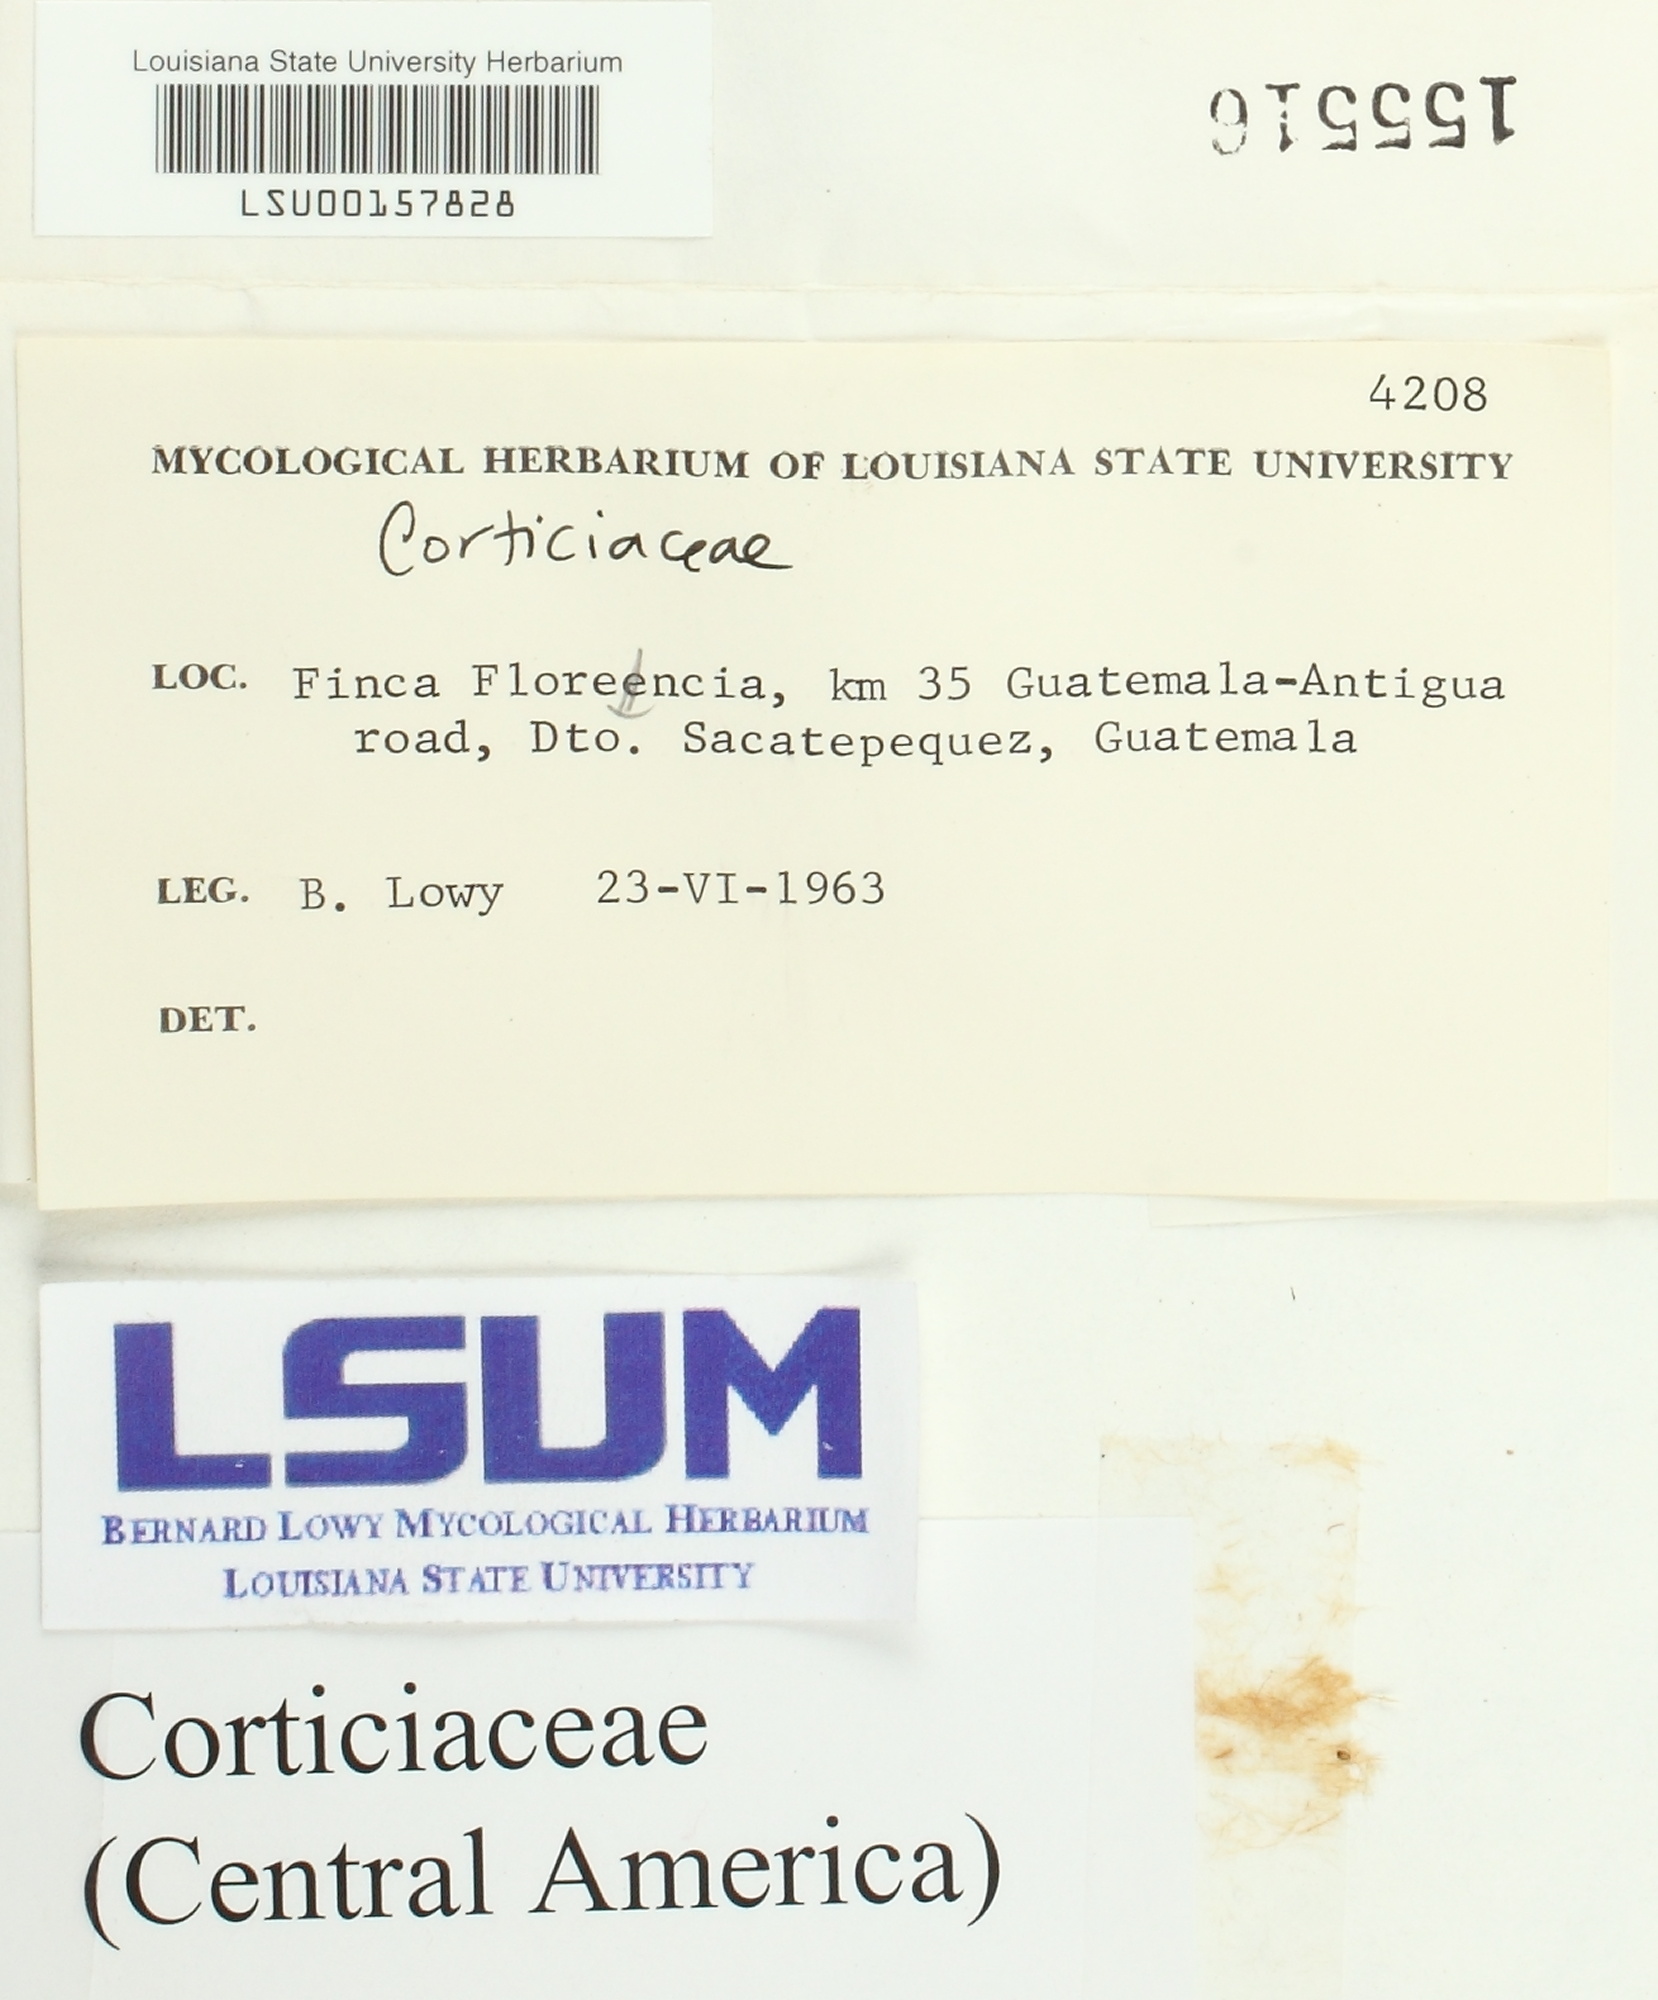 Louisiana State University Herbarium
LSU00157828
155516
4208
MYCOLOGICAL HERBARIUM OF LOUISIANA STATE UNIVERSITY
Corticiaceae
LOC. Finca Floreencia, km 35 Guatemala-Antigua
road, Dto. Sacatepequez, Guatemala
LEG. B. Lowy 23-VI-1963
DET.
LSUM
BERNARD LOWY MYCOLOGICAL HERBARIUM
LOUISIANA STATE UNIVERSITY
Corticiaceae
(Central America)